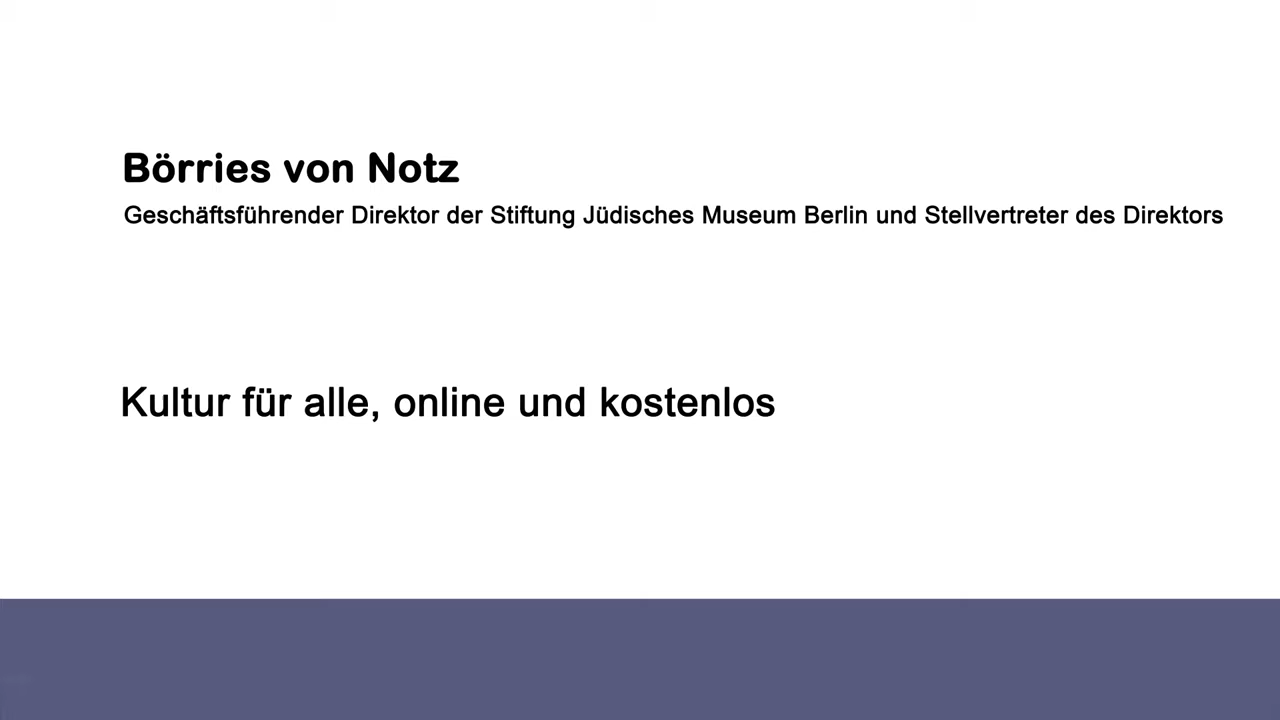 Börries von Notz
Geschäftsführender Direktor der Stiftung Jüdisches Museum Berlin und Stellvertreter des Direktors
Kultur für alle, online und kostenlos